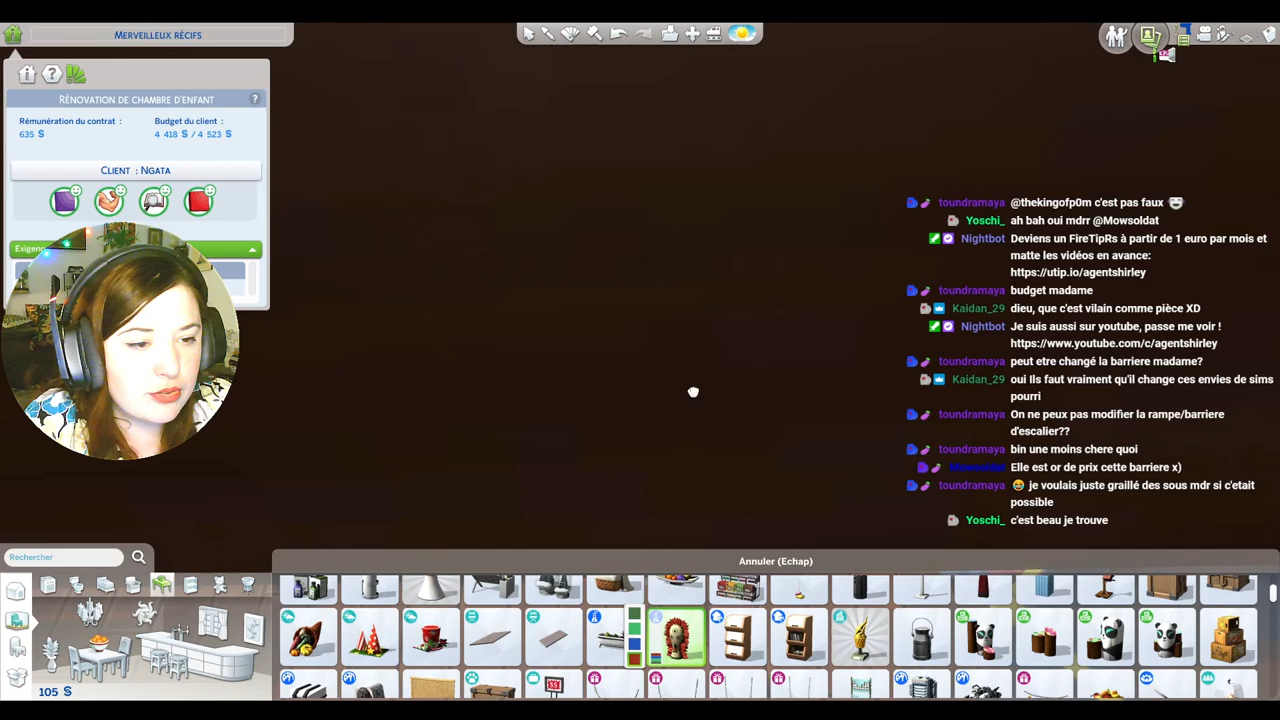 MERVEILLEUX RÉCIFS
RÉNOVATION DE CHAMBRE D'ENFANT
?
?
Rémunération du contrat :
635 $
Budget du client :
4 418 $ / 4 523 $
CLIENT : NGATA
Exigenc
toundramaya @thekingofp0m c'est pas faux
Yoschi_ ah bah oui mdrr @Mowsoldat
Nightbot Deviens un FireTipRs à partir de 1 euro par mois et
matte les vidéos en avance:
https://utip.io/agentshirley
toundramaya budget madame
Kaidan_29 dieu, que c'est vilain comme pièce XD
Nightbot Je suis aussi sur youtube, passe me voir !
https://www.youtube.com/c/agentshirley
toundramaya peut etre changé la barriere madame?
Kaidan_29 oui Ils faut vraiment qu'il change ces envies de sims
pourri
toundramaya On ne peux pas modifier la rampe/barriere
d'escalier??
toundramaya bin une moins chere quoi
Mowsoldat Elle est or de prix cette barriere x)
toundramaya je voulais juste graillé des sous mdr si c'etait
possible
Yoschi_ c'est beau je trouve
Rechercher
Annuler (Echap)
105 $